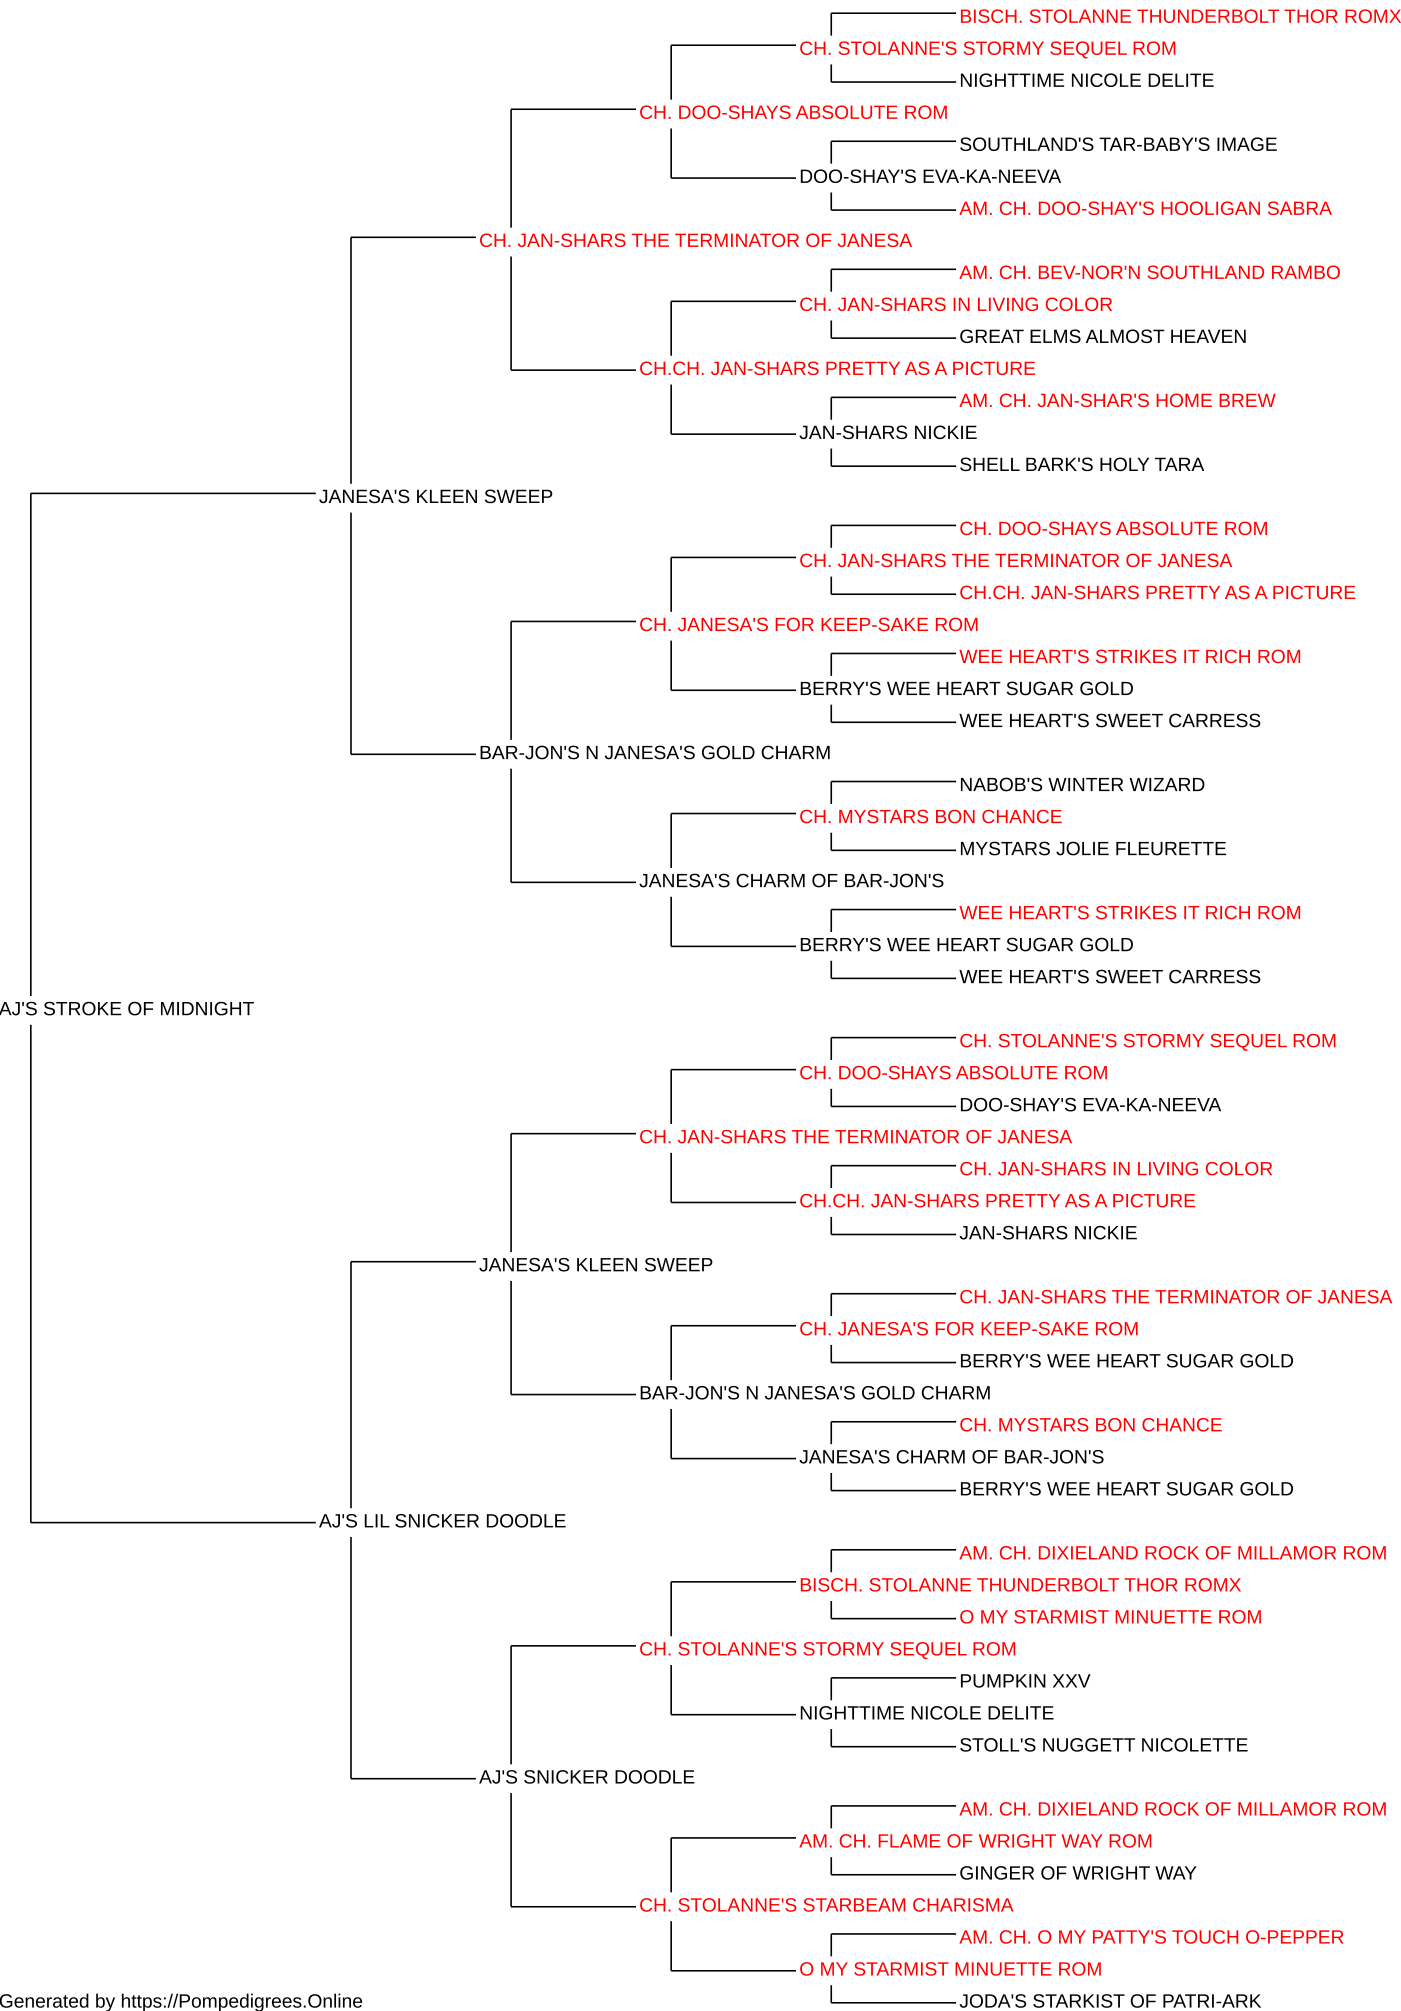 BISCH. STOLANNE THUNDERBOLT THOR ROMX
CH. STOLANNE'S STORMY SEQUEL ROM
NIGHTTIME NICOLE DELITE
CH. DOO-SHAYS ABSOLUTE ROM
SOUTHLAND'S TAR-BABY'S IMAGE
DOO-SHAY'S EVA-KA-NEEVA
AM. CH. DOO-SHAY'S HOOLIGAN SABRA
CH. JAN-SHARS THE TERMINATOR OF JANESA
AM. CH. BEV-NOR'N SOUTHLAND RAMBO
CH. JAN-SHARS IN LIVING COLOR
GREAT ELMS ALMOST HEAVEN
CH.CH. JAN-SHARS PRETTY AS A PICTURE
AM. CH. JAN-SHAR'S HOME BREW
JAN-SHARS NICKIE
SHELL BARK'S HOLY TARA
JANESA'S KLEEN SWEEP
CH. DOO-SHAYS ABSOLUTE ROM
CH. JAN-SHARS THE TERMINATOR OF JANESA
CH.CH. JAN-SHARS PRETTY AS A PICTURE
CH. JANESA'S FOR KEEP-SAKE ROM
WEE HEART'S STRIKES IT RICH ROM
BERRY'S WEE HEART SUGAR GOLD
WEE HEART'S SWEET CARRESS
BAR-JON'S N JANESA'S GOLD CHARM
NABOB'S WINTER WIZARD
CH. MYSTARS BON CHANCE
MYSTARS JOLIE FLEURETTE
JANESA'S CHARM OF BAR-JON'S
WEE HEART'S STRIKES IT RICH ROM
BERRY'S WEE HEART SUGAR GOLD
WEE HEART'S SWEET CARRESS
AJ'S STROKE OF MIDNIGHT
CH. STOLANNE'S STORMY SEQUEL ROM
CH. DOO-SHAYS ABSOLUTE ROM
DOO-SHAY'S EVA-KA-NEEVA
CH. JAN-SHARS THE TERMINATOR OF JANESA
CH. JAN-SHARS IN LIVING COLOR
CH.CH. JAN-SHARS PRETTY AS A PICTURE
JAN-SHARS NICKIE
JANESA'S KLEEN SWEEP
CH. JAN-SHARS THE TERMINATOR OF JANESA
CH. JANESA'S FOR KEEP-SAKE ROM
BERRY'S WEE HEART SUGAR GOLD
BAR-JON'S N JANESA'S GOLD CHARM
CH. MYSTARS BON CHANCE
JANESA'S CHARM OF BAR-JON'S
BERRY'S WEE HEART SUGAR GOLD
AJ'S LIL SNICKER DOODLE
AM. CH. DIXIELAND ROCK OF MILLAMOR ROM
BISCH. STOLANNE THUNDERBOLT THOR ROMX
O MY STARMIST MINUETTE ROM
CH. STOLANNE'S STORMY SEQUEL ROM
PUMPKIN XXV
NIGHTTIME NICOLE DELITE
STOLL'S NUGGETT NICOLETTE
AJ'S SNICKER DOODLE
AM. CH. DIXIELAND ROCK OF MILLAMOR ROM
AM. CH. FLAME OF WRIGHT WAY ROM
GINGER OF WRIGHT WAY
CH. STOLANNE'S STARBEAM CHARISMA
AM. CH. O MY PATTY'S TOUCH O-PEPPER
O MY STARMIST MINUETTE ROM
JODA'S STARKIST OF PATRI-ARK
Generated by https://Pompedigrees.Online